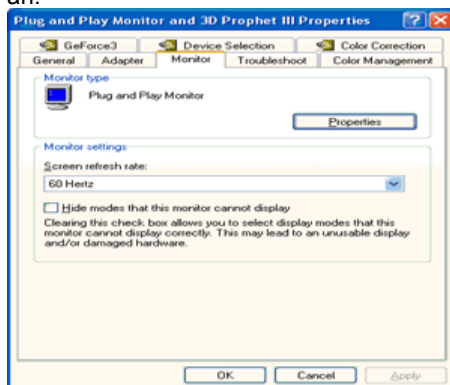 an.
Plug and Play Monitor and 3D Prophet III Properties
GeForce3 Device Selection Color Correction
General Adapter Monitor Troubleshoot Color Management
Monitor type
Plug and Play Monitor
Properties
Monitor settings
Screen refresh rate:
60 Hertz
Hide modes that this monitor cannot display
Clearing this check box allows you to select display modes that this
monitor cannot display correctly. This may lead to an unusable display
and/or damaged hardware.
OK Cancel Apply